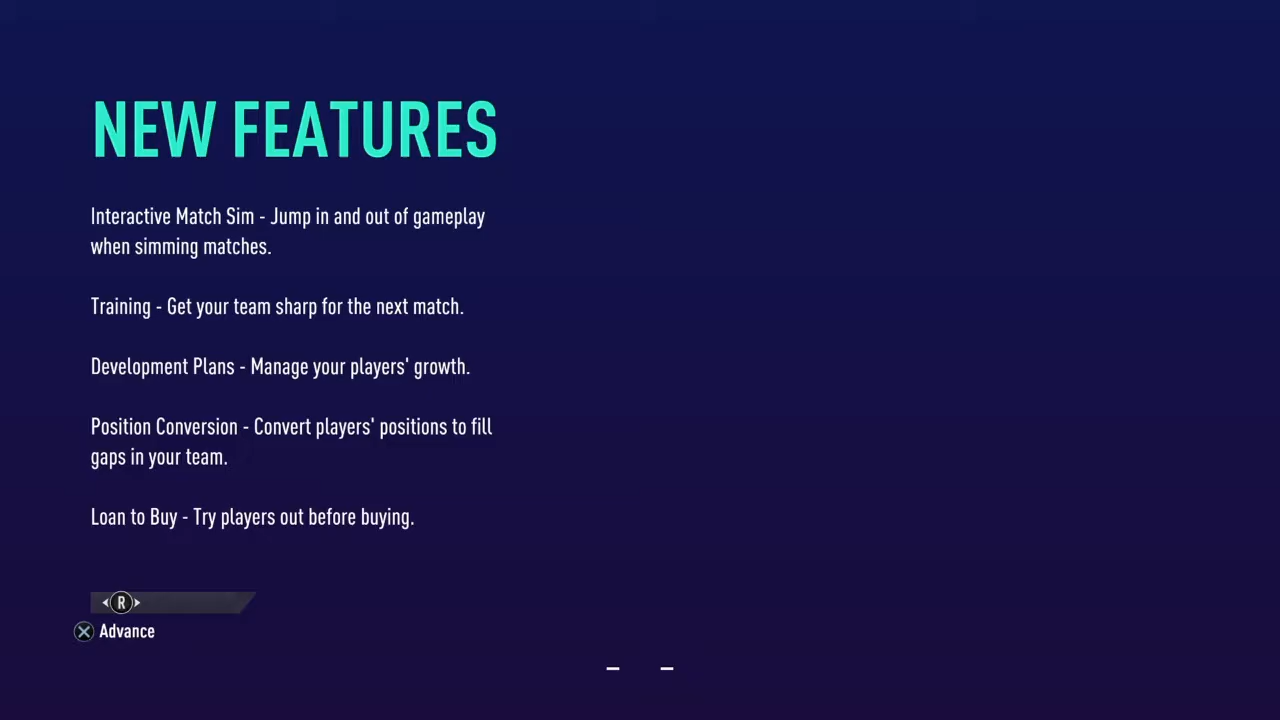 NEW FEATURES
Interactive Match Sim - Jump in and out of gameplay
when simming matches.
Training - Get your team sharp for the next match.
Development Plans - Manage your players' growth.
Position Conversion - Convert players' positions to fill
gaps in your team.
Loan to Buy - Try players out before buying.
R
Advance